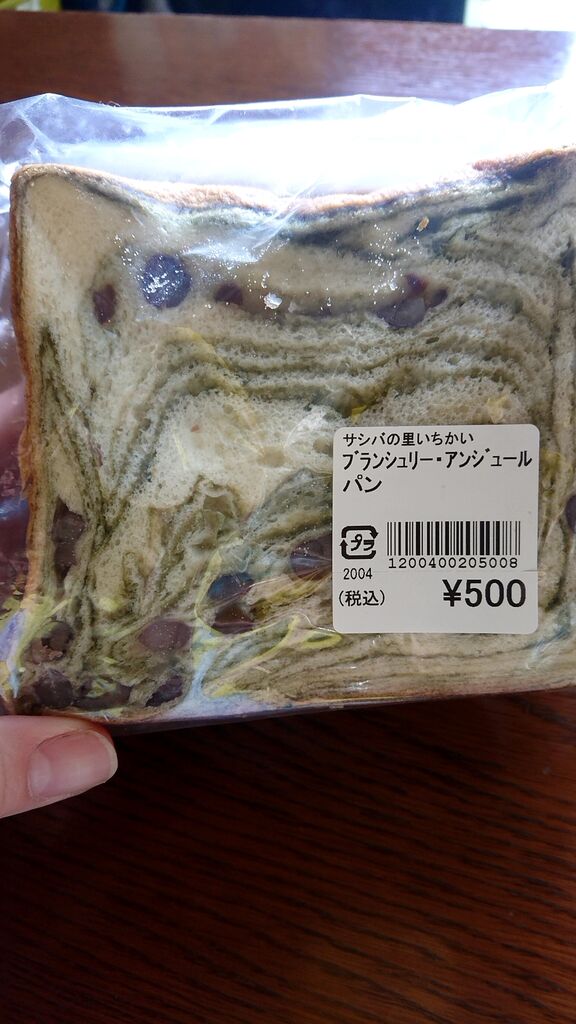 サシバの里いちかい
ブランシュリー・アンジュール
パン
プラ
1200400205008
2004
(税込) ¥500